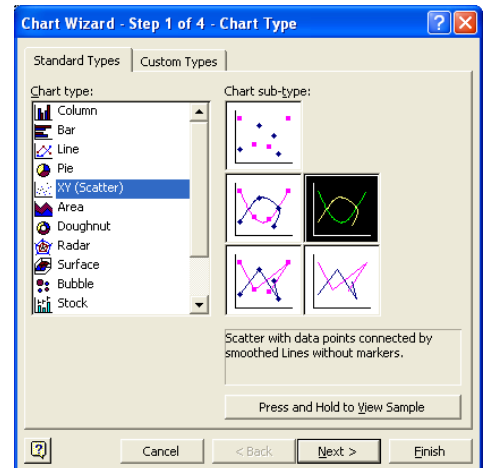 Chart Wizard - Step 1 of 4 - Chart Type
Standard Types
Custom Types
Chart type:
Column
Bar
Line
Pie
XY (Scatter)
Area
Doughnut
Radar
Surface
Bubble
Stock
Chart sub-type:
Scatter with data points connected by
smoothed Lines without markers.
Press and Hold to View Sample
Cancel
< Back
Next >
Finish